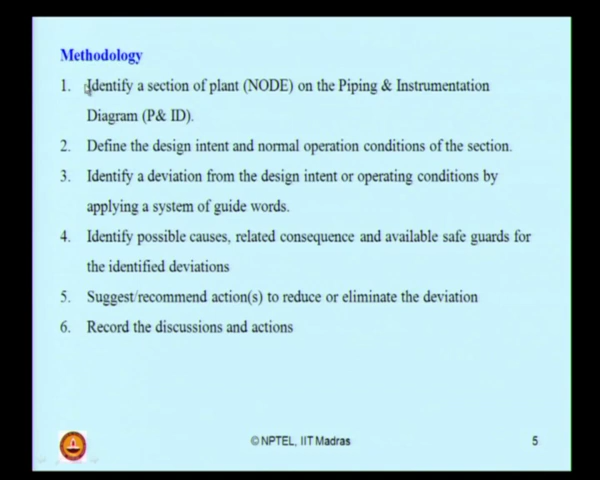 Methodology
1. Identify a section of plant (NODE) on the Piping & Instrumentation
Diagram (P& ID).
2. Define the design intent and normal operation conditions of the section.
3. Identify a deviation from the design intent or operating conditions by
applying a system of guide words.
4. Identify possible causes, related consequence and available safe guards for
the identified deviations
5. Suggest/recommend action(s) to reduce or eliminate the deviation
6. Record the discussions and actions
© NPTEL, IIT Madras
5